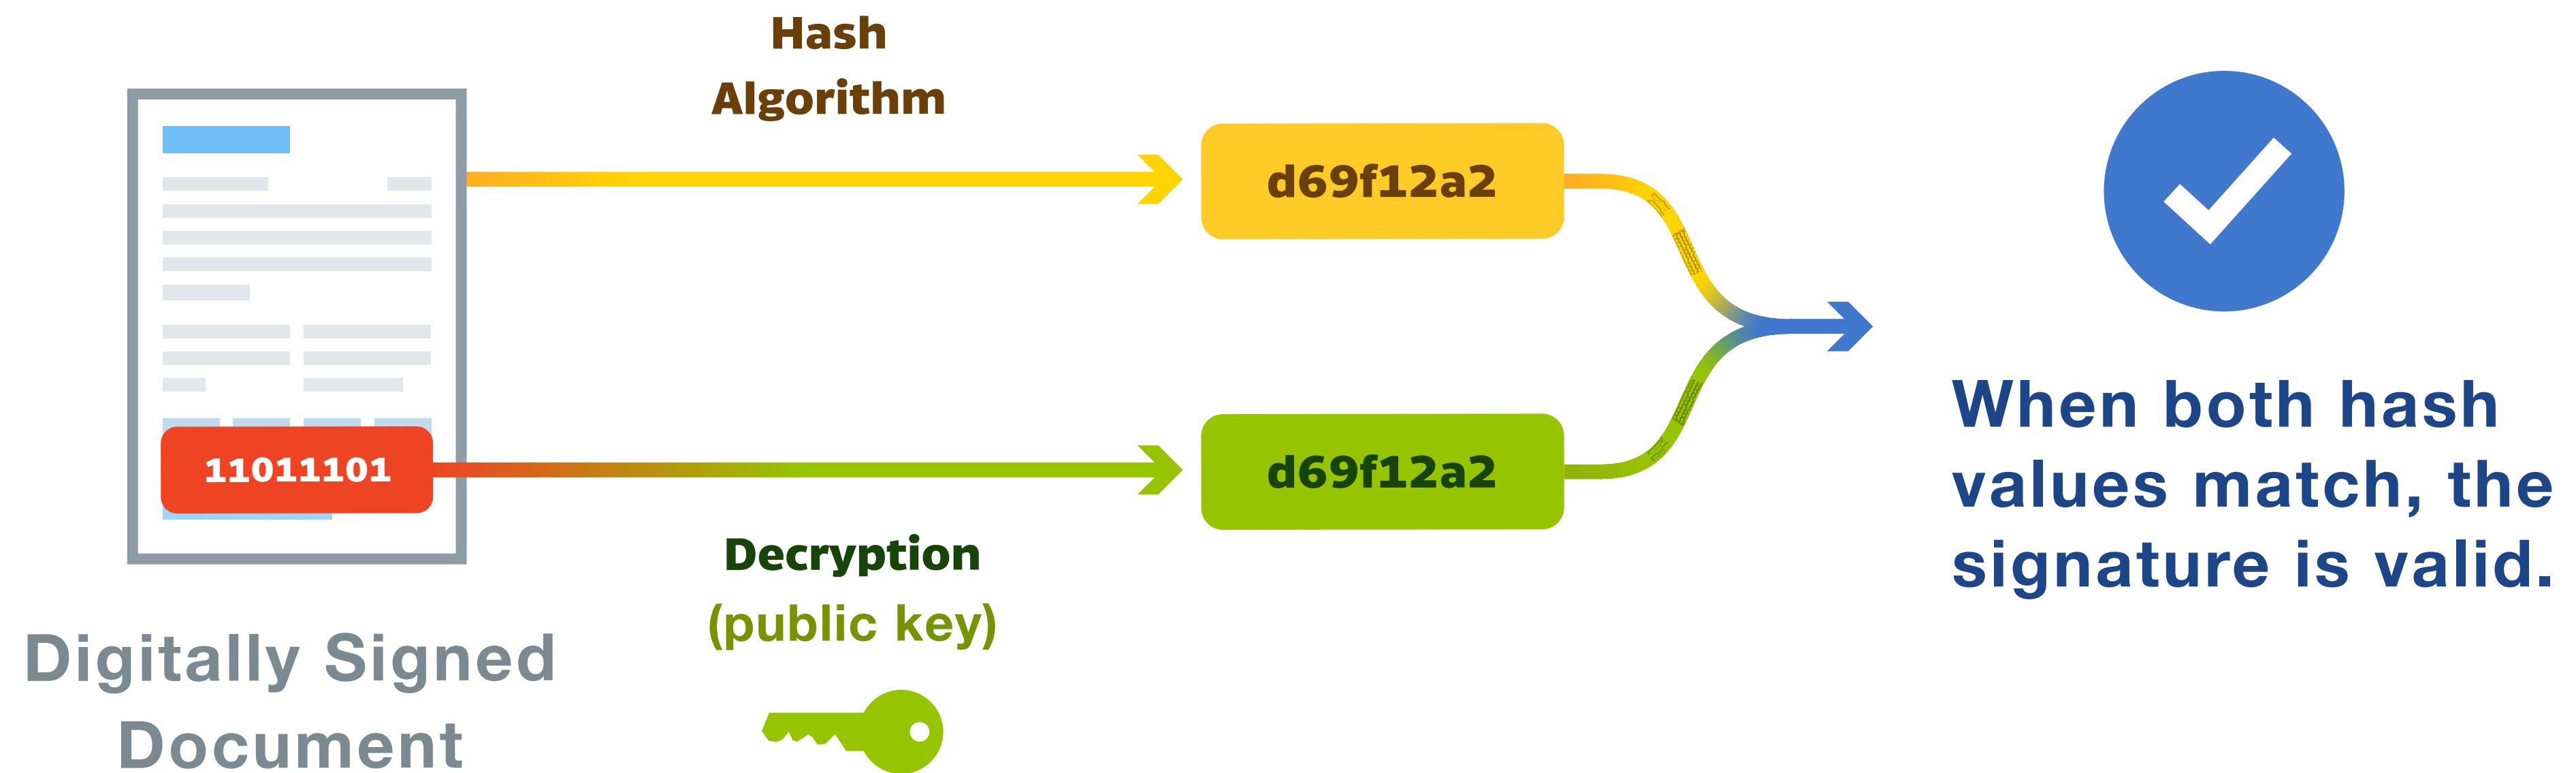 Hash
Algorithm
d69f12a2
11011101
d69f12a2
Decryption
(public key)
Digitally Signed
Document
When both hash
values match, the
signature is valid.